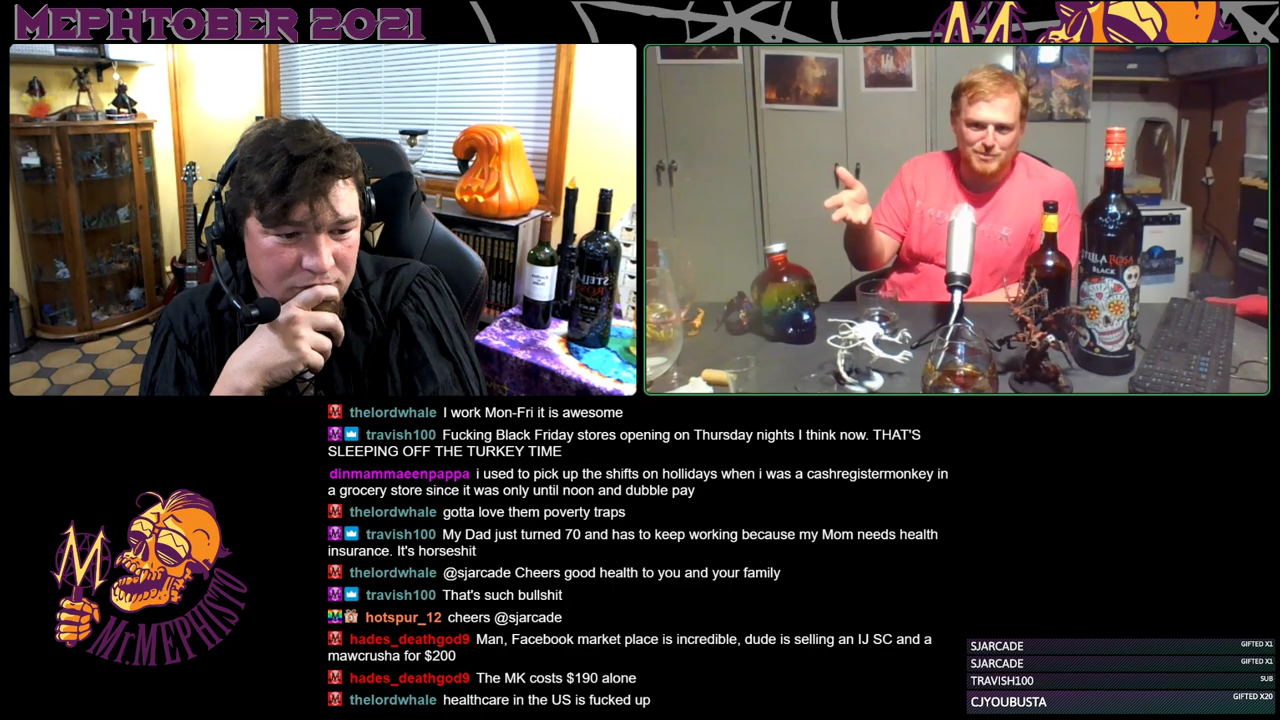 MEPHTOBER 2021
STELLA ROSA
BLACK
thelordwhale I work Mon-Fri it is awesome
travish100 Fucking Black Friday stores opening on Thursday nights I think now. THAT'S
SLEEPING OFF THE TURKEY TIME
dinmammaeenpappa i used to pick up the shifts on hollidays when i was a cashregistermonkey in
a grocery store since it was only until noon and dubble pay
thelordwhale gotta love them poverty traps
travish100 My Dad just turned 70 and has to keep working because my Mom needs health
insurance. It's horseshit
thelordwhale @sjarcade Cheers good health to you and your family
travish100 That's such bullshit
hotspur_12 cheers @sjarcade
hades_deathgod9 Man, Facebook market place is incredible, dude is selling an IJ SC and a
mawcrusha for $200
hades_deathgod9 The MK costs $190 alone
thelordwhale healthcare in the US is fucked up
M
MR.MEPHISTO
SJARCADE GIFTED X1
SJARCADE GIFTED X1
TRAVISH100 SUB
CJYOUBUSTA GIFTED X20